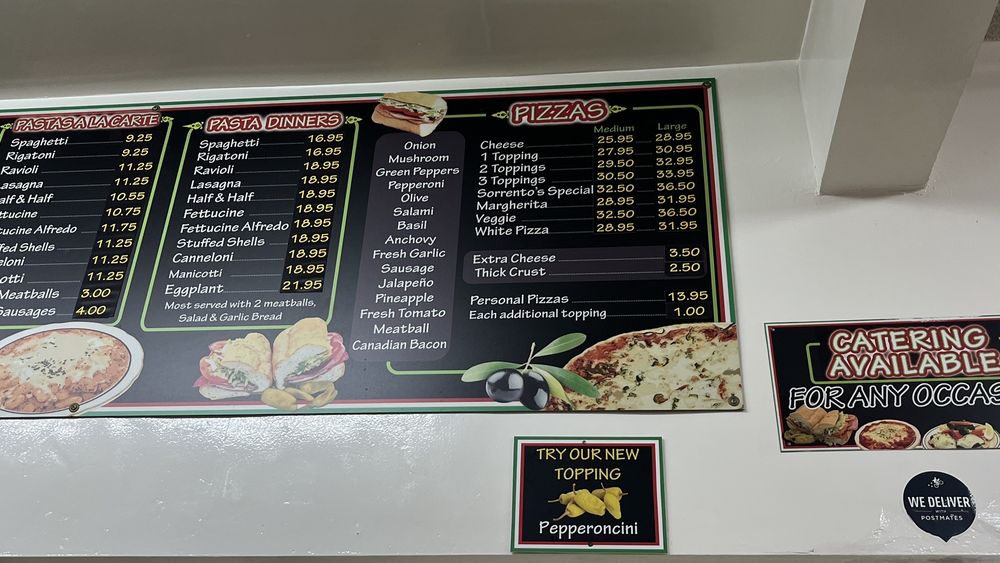 PASTAS A LA CARTE
Spaghetti 9.25
Rigatoni 9.25
Ravioli 11.25
asagna 11.25
alf & Half 10.55
ttucine 10.75
ucine Alfredo 11.75
fed Shells 11.25
eloni 11.25
otti 11.25
Meatballs 3.00
Sausages 4.00
PASTA DINNERS
Spaghetti 16.95
Rigatoni 16.95
Ravioli 18.95
Lasagna 18.95
Half & Half 18.95
Fettucine 18.95
Fettucine Alfredo 18.95
Stuffed Shells 18.95
Canneloni 18.95
Manicotti 18.95
Eggplant 21.95
Most served with 2 meatballs,
Salad & Garlic Bread
Onion
Mushroom
Green Peppers
Pepperoni
Olive
Salami
Basil
Anchovy
Fresh Garlic
Sausage
Jalapeño
Pineapple
Fresh Tomato
Meatball
Canadian Bacon
PIZZAS
Medium Large
Cheese 25.95 28.95
1 Topping 27.95 30.95
2 Toppings 29.50 32.95
3 Toppings 30.50 33.95
Sorrento's Special 32.50 36.50
Margherita 28.95 31.95
Veggie 32.50 36.50
White Pizza 28.95 31.95
Extra Cheese 3.50
Thick Crust 2.50
Personal Pizzas 13.95
Each additional topping 1.00
TRY OUR NEW
TOPPING
Pepperoncini
CATERING
AVAILABLE
FOR ANY OCCAS
WE DELIVER
WITH
POSTMATES